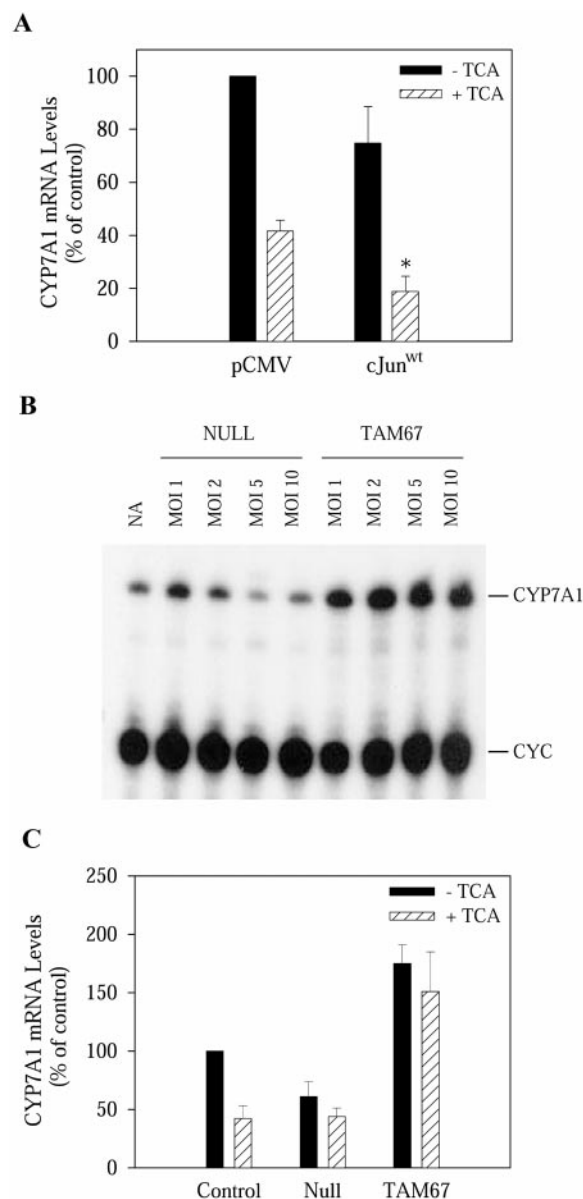 A
CYP7A1 mRNA Levels
(% of control)
100
80
60
40
20
0
- TCA
+ TCA
*
pCMV
cJun^wt
B
NULL
TAM67
NA
MOI 1
MOI 2
MOI 5
MOI 10
MOI 1
MOI 2
MOI 5
MOI 10
CYP7A1
CYC
C
CYP7A1 mRNA Levels
(% of control)
250
200
150
100
50
0
- TCA
+ TCA
Control
Null
TAM67